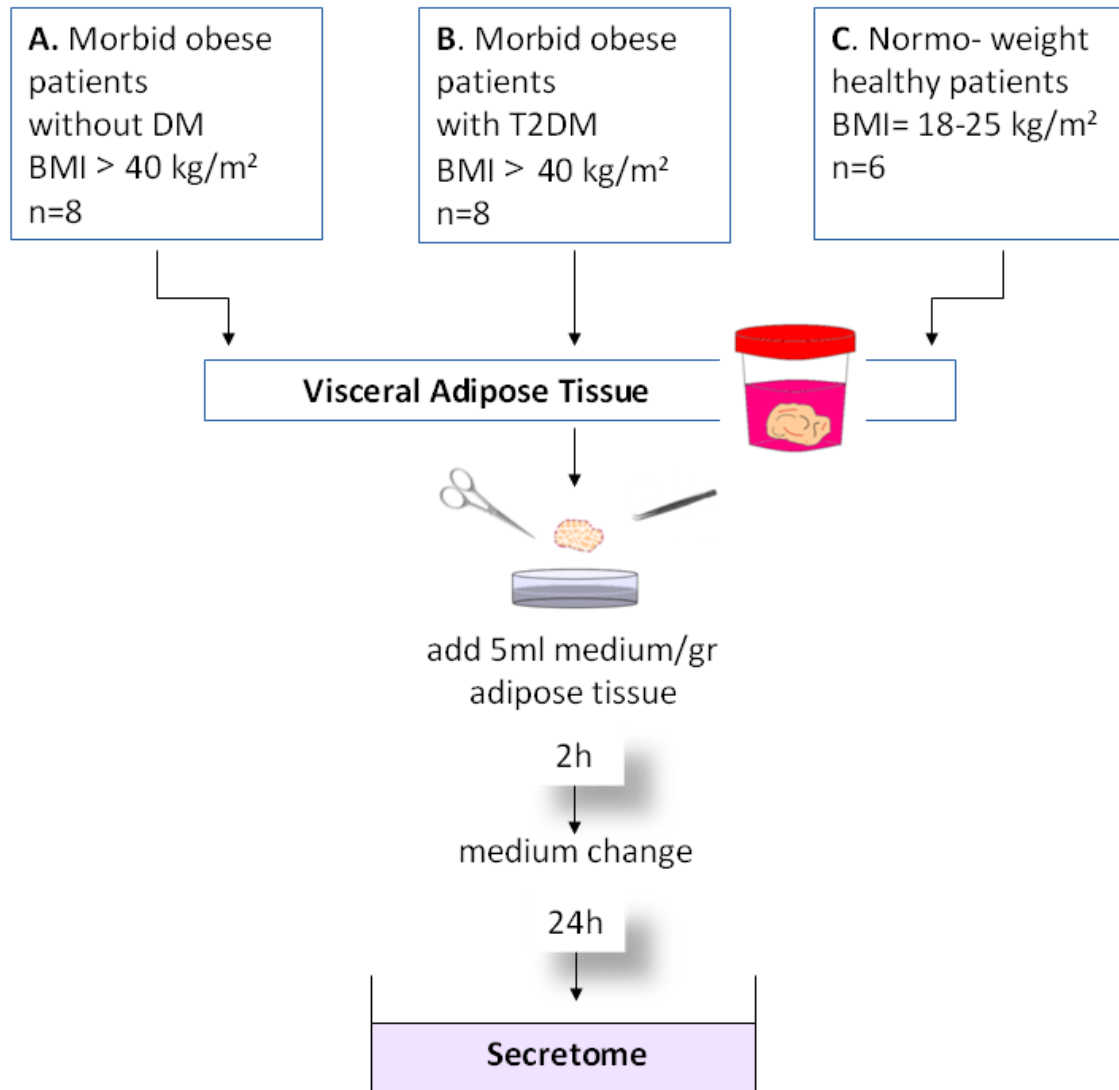 A. Morbid obese
patients
without DM
BMI > 40 kg/m²
n=8
B. Morbid obese
patients
with T2DM
BMI > 40 kg/m²
n=8
C. Normo- weight
healthy patients
BMI= 18-25 kg/m²
n=6
Visceral Adipose Tissue
add 5ml medium/gr
adipose tissue
2h
medium change
24h
Secretome